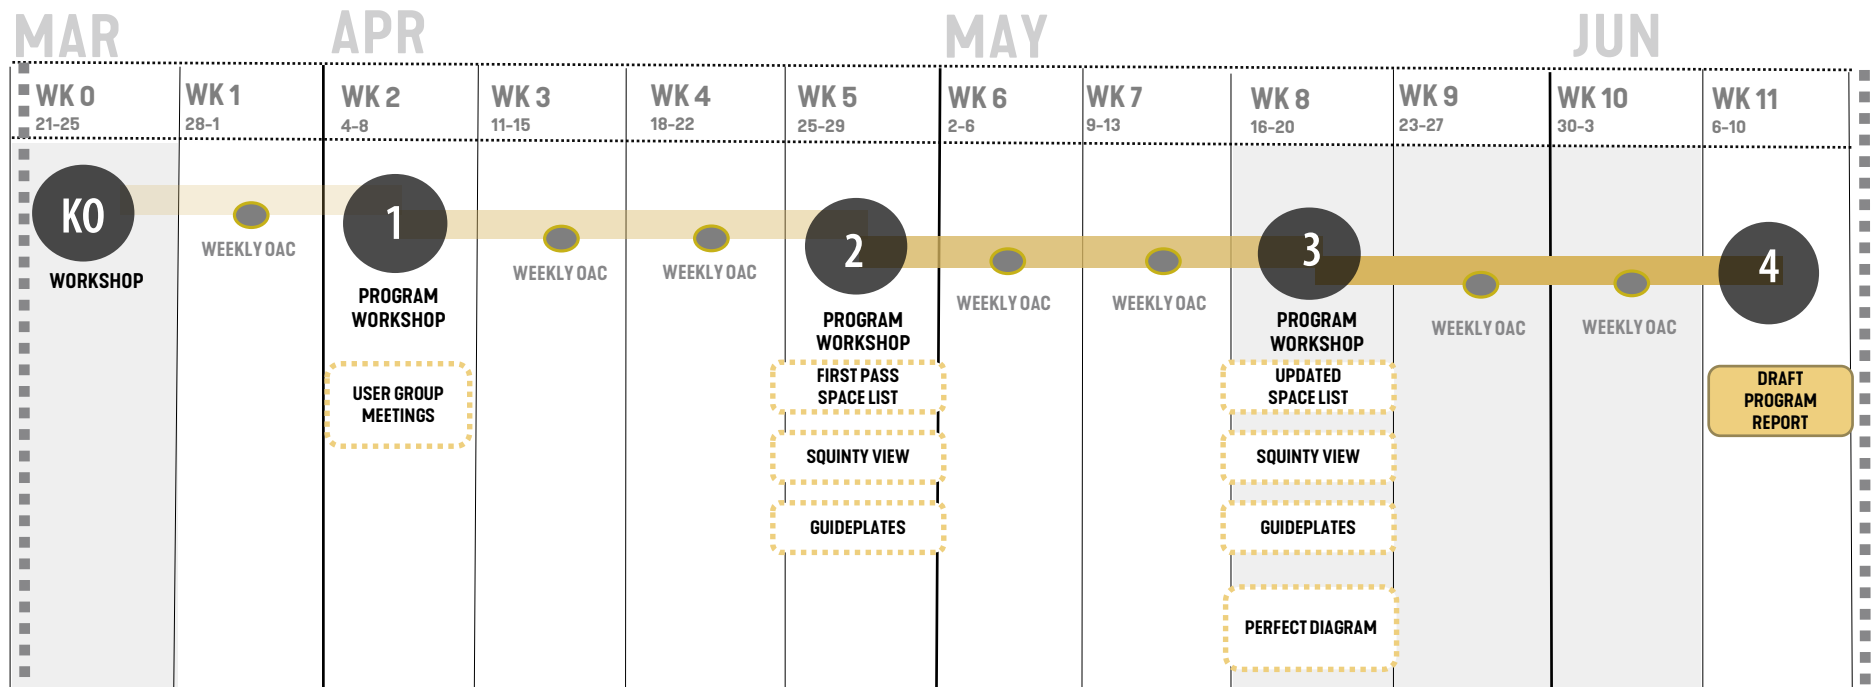 MAR
APR
MAY
JUN
WK 0
21-25
WK 1
28-1
WK 2
4-8
WK 3
11-15
WK 4
18-22
WK 5
25-29
WK 6
2-6
WK 7
9-13
WK 8
16-20
WK 9
23-27
WK 10
30-3
WK 11
6-10
KO
WORKSHOP
WEEKLY OAC
1
PROGRAM
WORKSHOP
USER GROUP
MEETINGS
WEEKLY OAC
WEEKLY OAC
2
PROGRAM
WORKSHOP
FIRST PASS
SPACE LIST
SQUINTY VIEW
GUIDEPLATES
WEEKLY OAC
WEEKLY OAC
3
PROGRAM
WORKSHOP
UPDATED
SPACE LIST
SQUINTY VIEW
GUIDEPLATES
PERFECT DIAGRAM
WEEKLY OAC
WEEKLY OAC
4
DRAFT
PROGRAM
REPORT